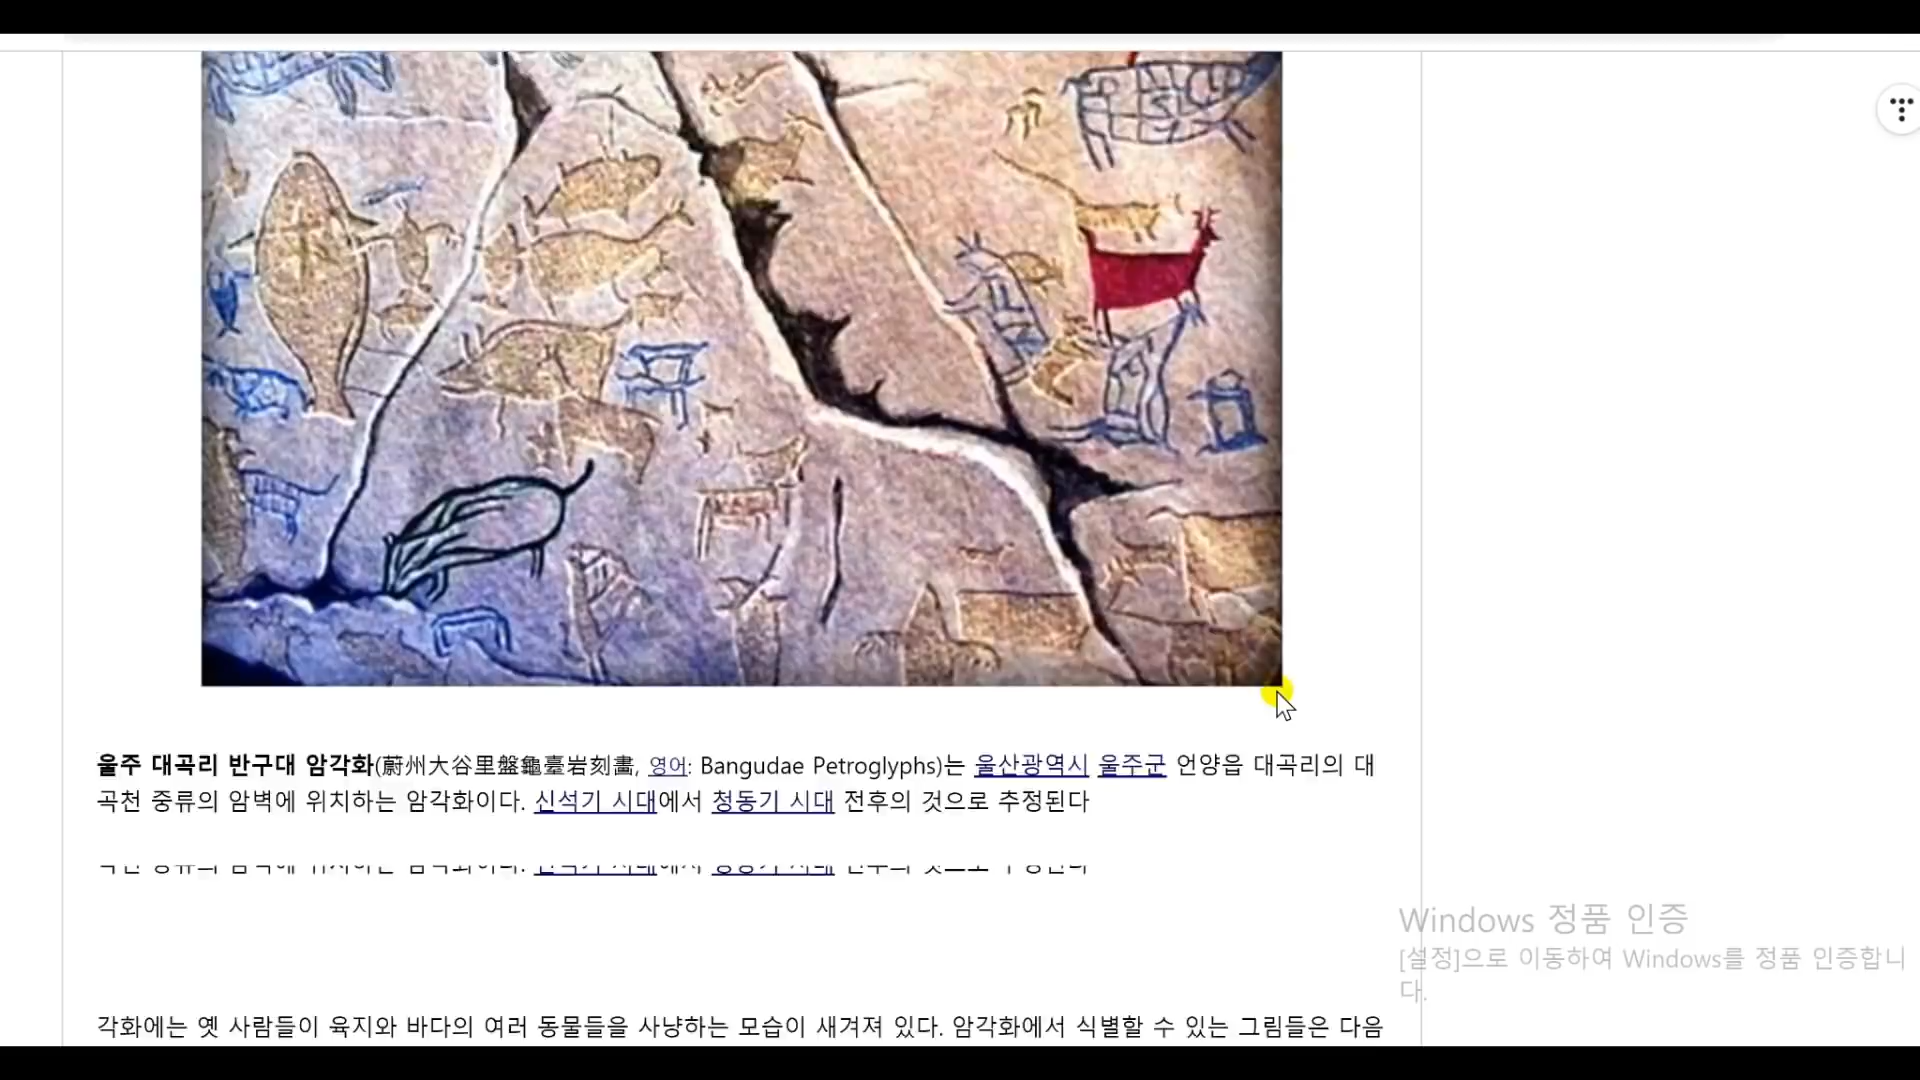 울주 대곡리 반구대 암각화(蔚州大谷里盤龜臺岩刻畵, 영어: Bangudae Petroglyphs)는 울산광역시 울주군 언양읍 대곡리의 대
곡천 중류의 암벽에 위치하는 암각화이다. 신석기 시대에서 청동기 시대 전후의 것으로 추정된다
Windows 정품 인증
[설정]으로 이동하여 Windows를 정품 인증합니
다.
각화에는 옛 사람들이 육지와 바다의 여러 동물들을 사냥하는 모습이 새겨져 있다. 암각화에서 식별할 수 있는 그림들은 다음